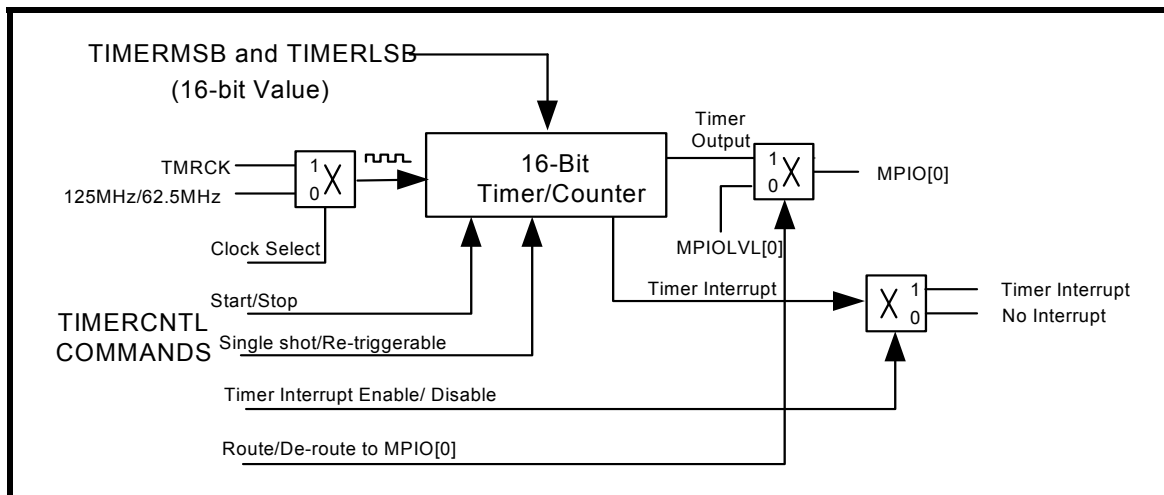 TIMERMSB and TIMERLSB
(16-bit Value)
TMRCK
125MHz/62.5MHz
1
0
X
Clock Select
16-Bit
Timer/Counter
Timer
Output
1
0
X
MPIO[0]
MPIOLVL[0]
Timer Interrupt
X
1
0
Timer Interrupt
No Interrupt
TIMERCNTL
COMMANDS
Start/Stop
Single shot/Re-triggerable
Timer Interrupt Enable/ Disable
Route/De-route to MPIO[0]